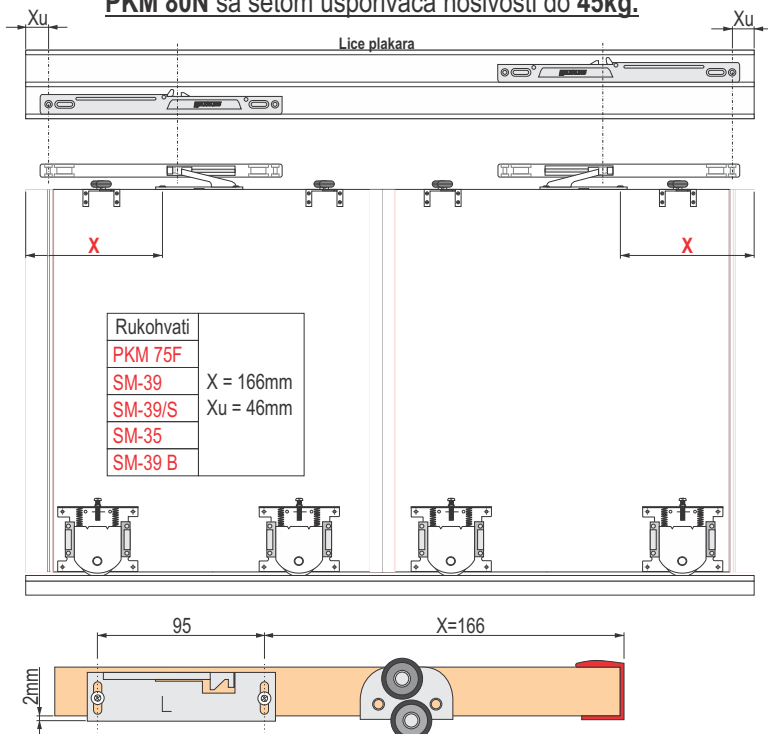 PKM 80N sa setom usporivača nosivosti do 45kg.
Xu
Xu
Lice plakara
X
X
Rukohvati
PKM 75F
SM-39
SM-39/S
SM-35
SM-39 B
X = 166mm
Xu = 46mm
95
X=166
2mm
L